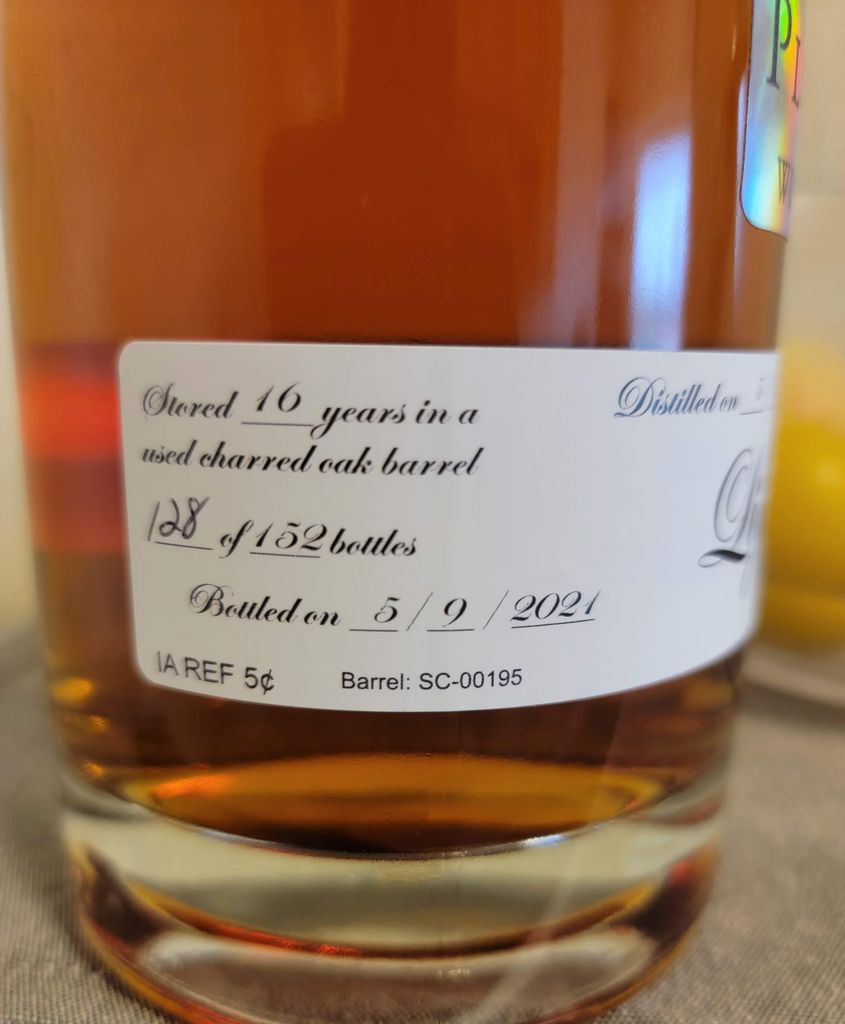 Stored 16 years in a
used charred oak barrel
128 of 152 bottles
Bottled on 5 / 9 / 2021
IA REF 5¢ Barrel: SC-00195
Distilled on